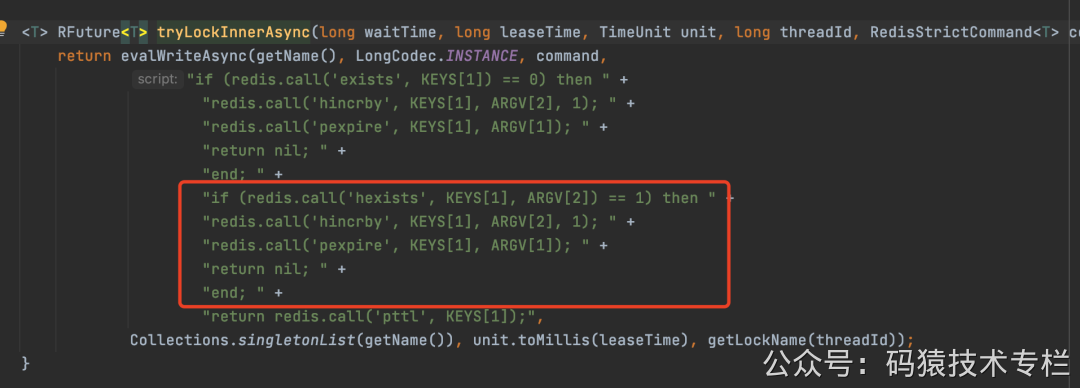 <T> RFuture<T> tryLockInnerAsync(long waitTime, long leaseTime, TimeUnit unit, long threadId, RedisStrictCommand<T> c
return evalWriteAsync(getName(), LongCodec.INSTANCE, command,
script: "if (redis.call('exists', KEYS[1]) == 0) then " +
"redis.call('hincrby', KEYS[1], ARGV[2], 1); " +
"redis.call('pexpire', KEYS[1], ARGV[1]); " +
"return nil; " +
"end; " +
"if (redis.call('hexists', KEYS[1], ARGV[2]) == 1) then " +
"redis.call('hincrby', KEYS[1], ARGV[2], 1); " +
"redis.call('pexpire', KEYS[1], ARGV[1]); " +
"return nil; " +
"end; " +
"return redis.call('pttl', KEYS[1]);",
Collections.singletonList(getName()), unit.toMillis(leaseTime), getLockName(threadId));
}
公众号：码猿技术专栏